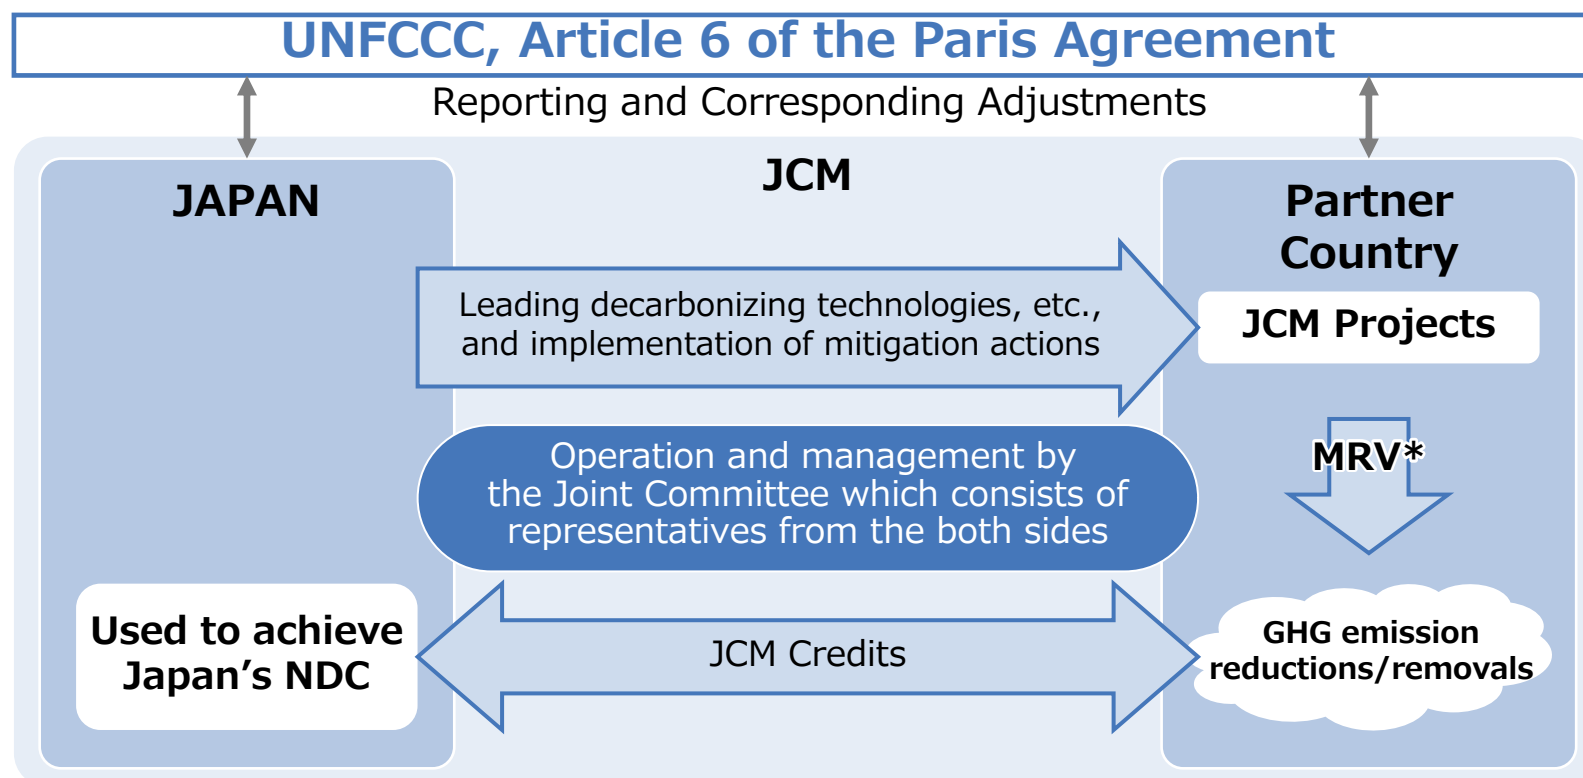 UNFCCC, Article 6 of the Paris Agreement
Reporting and Corresponding Adjustments
JCM
JAPAN
Partner
Country
Leading decarbonizing technologies, etc.,
and implementation of mitigation actions
JCM Projects
MRV*
Operation and management by
the Joint Committee which consists of
representatives from the both sides
Used to achieve
Japan’s NDC
JCM Credits
GHG emission
reductions/removals